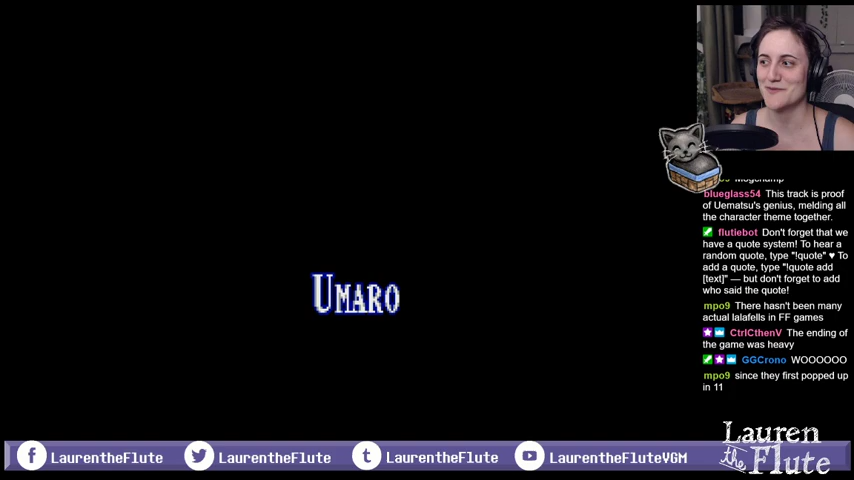 UMARO
blueglass54 This track is proof
of Uematsu's genius, melding all
the character theme together.
flutiebot Don't forget that we
have a quote system! To hear a
random quote, type "!quote" ♥ To
add a quote, type "!quote add
[text]" — but don't forget to add
who said the quote!
mpo9 There hasn't been many
actual lalafells in FF games
CtrlCthenV The ending of
the game was heavy
GGCrono WOOOOOO
mpo9 since they first popped up
in 11
Lauren
the Flute
LaurentheFlute
LaurentheFlute
LaurentheFlute
LaurentheFluteVGM